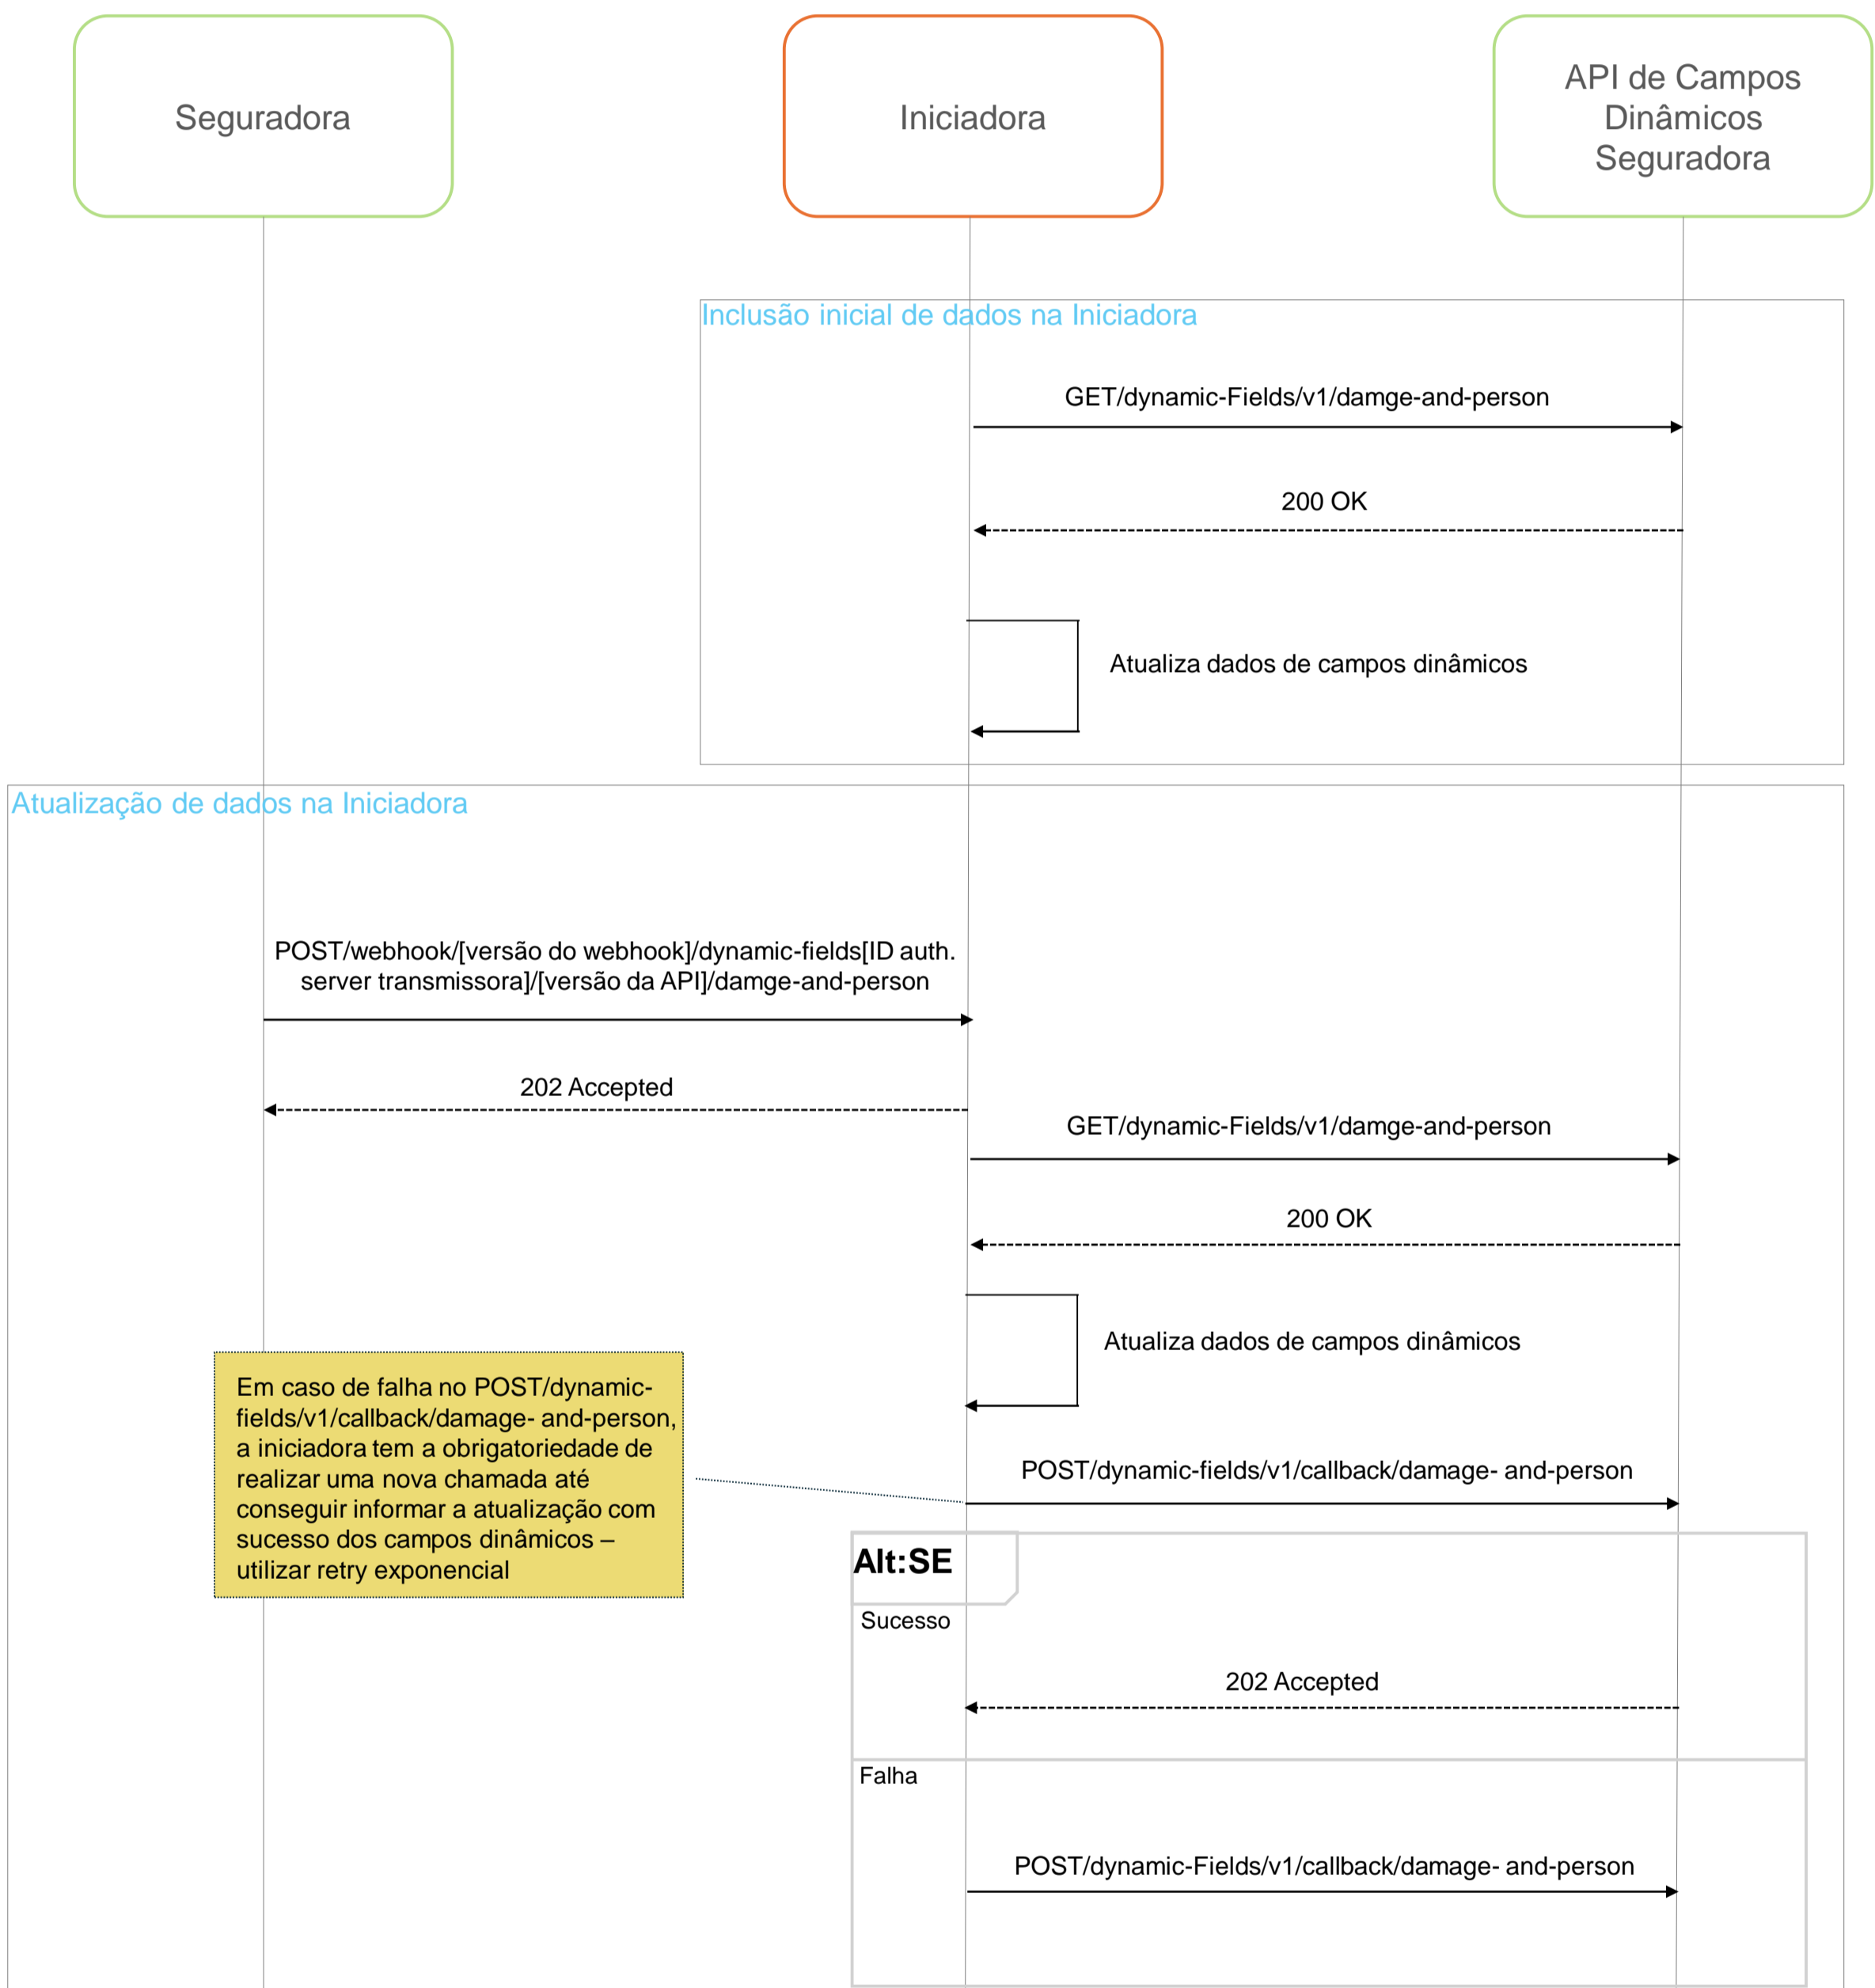 Seguradora
Iniciadora
API de Campos
Dinâmicos
Seguradora
Inclusão inicial de dados na Iniciadora
GET/dynamic-Fields/v1/damge-and-person
200 OK
Atualiza dados de campos dinâmicos
Atualização de dados na Iniciadora
POST/webhook/[versão do webhook]/dynamic-fields[ID auth.
server transmissora]/[versão da API]/damge-and-person
202 Accepted
GET/dynamic-Fields/v1/damge-and-person
200 OK
Atualiza dados de campos dinâmicos
Em caso de falha no POST/dynamic-
fields/v1/callback/damage- and-person,
a iniciadora tem a obrigatoriedade de
realizar uma nova chamada até
conseguir informar a atualização com
sucesso dos campos dinâmicos –
utilizar retry exponencial
POST/dynamic-fields/v1/callback/damage- and-person
Alt:SE
Sucesso
202 Accepted
Falha
POST/dynamic-Fields/v1/callback/damage- and-person